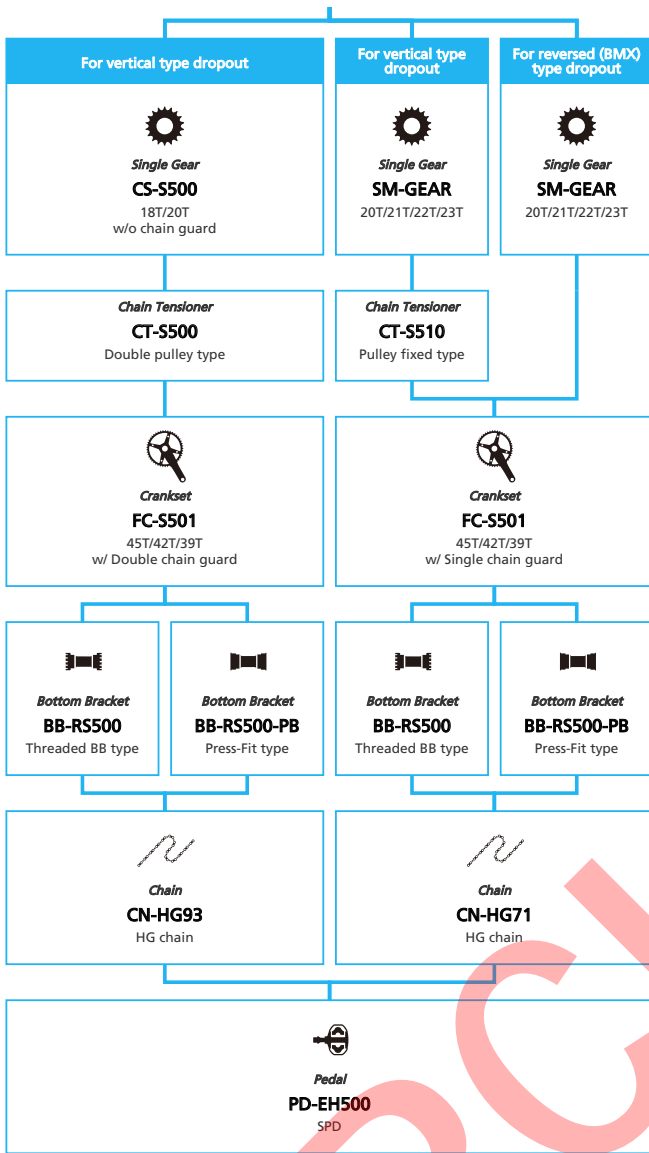 For vertical type dropout
For vertical type
dropout
For reversed (BMX)
type dropout
Single Gear
CS-S500
18T/20T
w/o chain guard
Single Gear
SM-GEAR
20T/21T/22T/23T
Single Gear
SM-GEAR
20T/21T/22T/23T
Chain Tensioner
CT-S500
Double pulley type
Chain Tensioner
CT-S510
Pulley fixed type
Crankset
FC-S501
45T/42T/39T
w/ Double chain guard
Crankset
FC-S501
45T/42T/39T
w/ Single chain guard
Bottom Bracket
BB-RS500
Threaded BB type
Bottom Bracket
BB-RS500-PB
Press-Fit type
Bottom Bracket
BB-RS500
Threaded BB type
Bottom Bracket
BB-RS500-PB
Press-Fit type
Chain
CN-HG93
HG chain
Chain
CN-HG71
HG chain
Pedal
PD-EH500
SPD